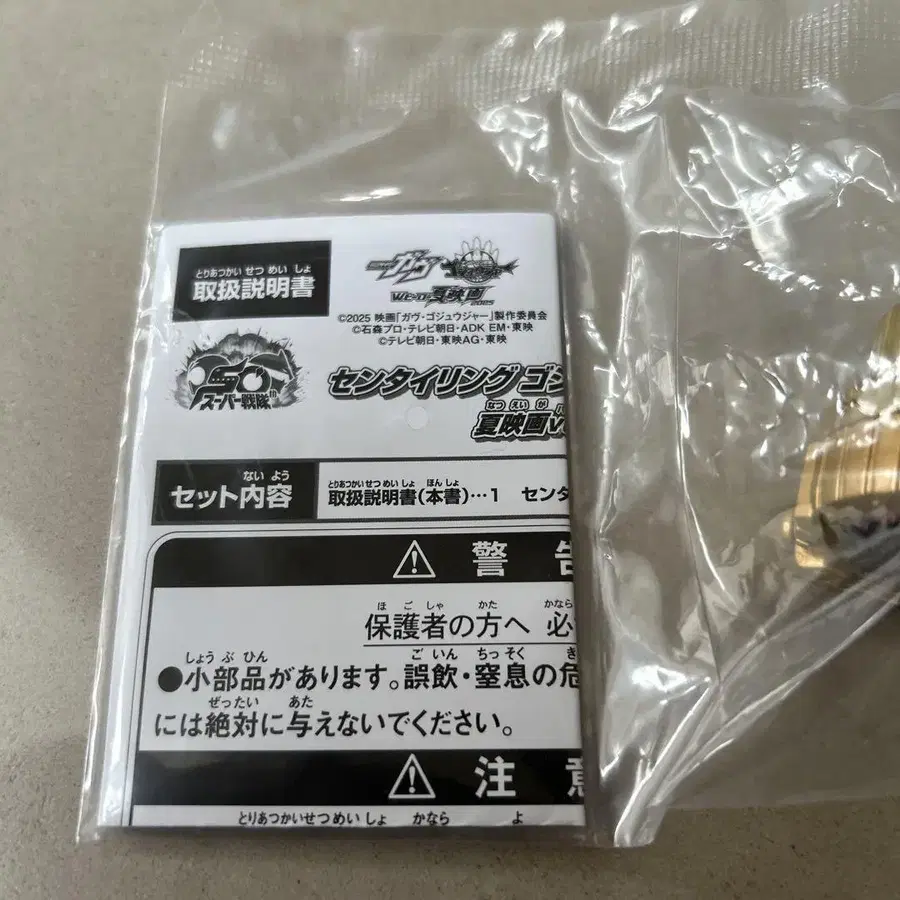 とりあつかい せつ めい しょ
取扱説明書
ガヴ
夏映画
2025
©2025 映画「ガヴ・ゴジュウジャー」製作委員会
©石森プロ・テレビ朝日・ADK EM・東映
©テレビ朝日・東映AG・東映
50
スーパー戦隊
センタイリング ゴジ
なつ えい が
夏映画
ない よう
セット内容
とりあつかい せつ めい しょ ほん しょ
取扱説明書(本書)…1 センタ
警告
ほ ご しゃ かた かなら
保護者の方へ 必
しょう ぶ ひん ご いん ちっ そく き
●小部品があります。誤飲・窒息の危
ぜったい あた
には絶対に与えないでください。
注意
とりあつかいせつ めい しょ かなら よ